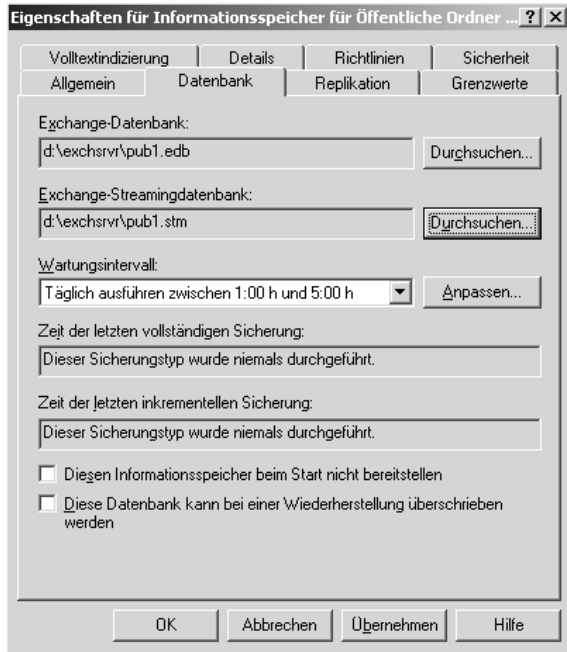 Eigenschaften für Informationsspeicher für Öffentliche Ordner ...
Volltextindizierung Details Richtlinien Sicherheit
Allgemein Datenbank Replikation Grenzwerte
Exchange-Datenbank:
d:\exchsrvr\pub1.edb Durchsuchen...
Exchange-Streamingdatenbank:
d:\exchsrvr\pub1.stm Durchsuchen...
Wartungsintervall:
Täglich ausführen zwischen 1:00 h und 5:00 h Anpassen...
Zeit der letzten vollständigen Sicherung:
Dieser Sicherungstyp wurde niemals durchgeführt.
Zeit der letzten inkrementellen Sicherung:
Dieser Sicherungstyp wurde niemals durchgeführt.
Diesen Informationsspeicher beim Start nicht bereitstellen
Diese Datenbank kann bei einer Wiederherstellung überschrieben
werden
OK Abbrechen Übernehmen Hilfe